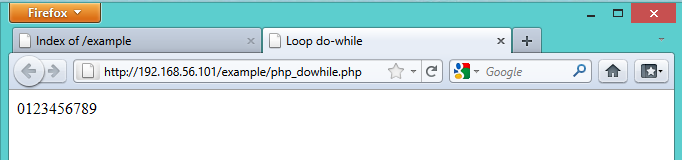 Firefox
Index of /example
Loop do-while
http://192.168.56.101/example/php_dowhile.php
Google
0123456789